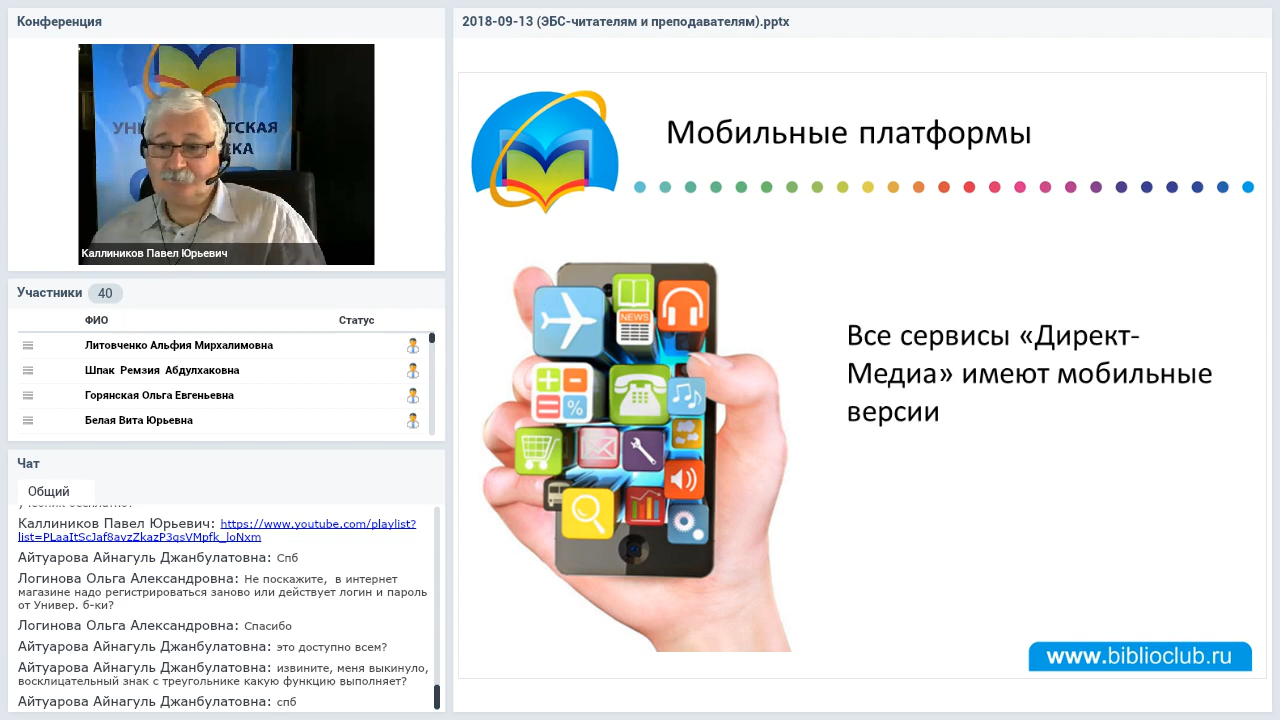 Конференция
УНИ
ТСКАЯ
ЕКА
Каллиников Павел Юрьевич
Участники 40
ФИО Статус
Литовченко Альфия Мирхалимовна
Шпак Ремзия Абдулхаковна
Горянская Ольга Евгеньевна
Белая Вита Юрьевна
Чат
Общий
Каллиников Павел Юрьевич: https://www.youtube.com/playlist?
list=PLaaItScJaf8avzZkazP3qsVMpfk_loNxm
Айтуарова Айнагуль Джанбулатовна: Спб
Логинова Ольга Александровна: Не поскажите, в интернет
магазине надо регистрироваться заново или действует логин и пароль
от Универ. б-ки?
Логинова Ольга Александровна: Спасибо
Айтуарова Айнагуль Джанбулатовна: это доступно всем?
Айтуарова Айнагуль Джанбулатовна: извините, меня выкинуло,
восклицательный знак с треугольнике какую функцию выполняет?
Айтуарова Айнагуль Джанбулатовна: спб
2018-09-13 (ЭБС-читателям и преподавателям).pptx
Мобильные платформы
NEWS
Все сервисы «Директ-
Медиа» имеют мобильные
версии
www.biblioclub.ru